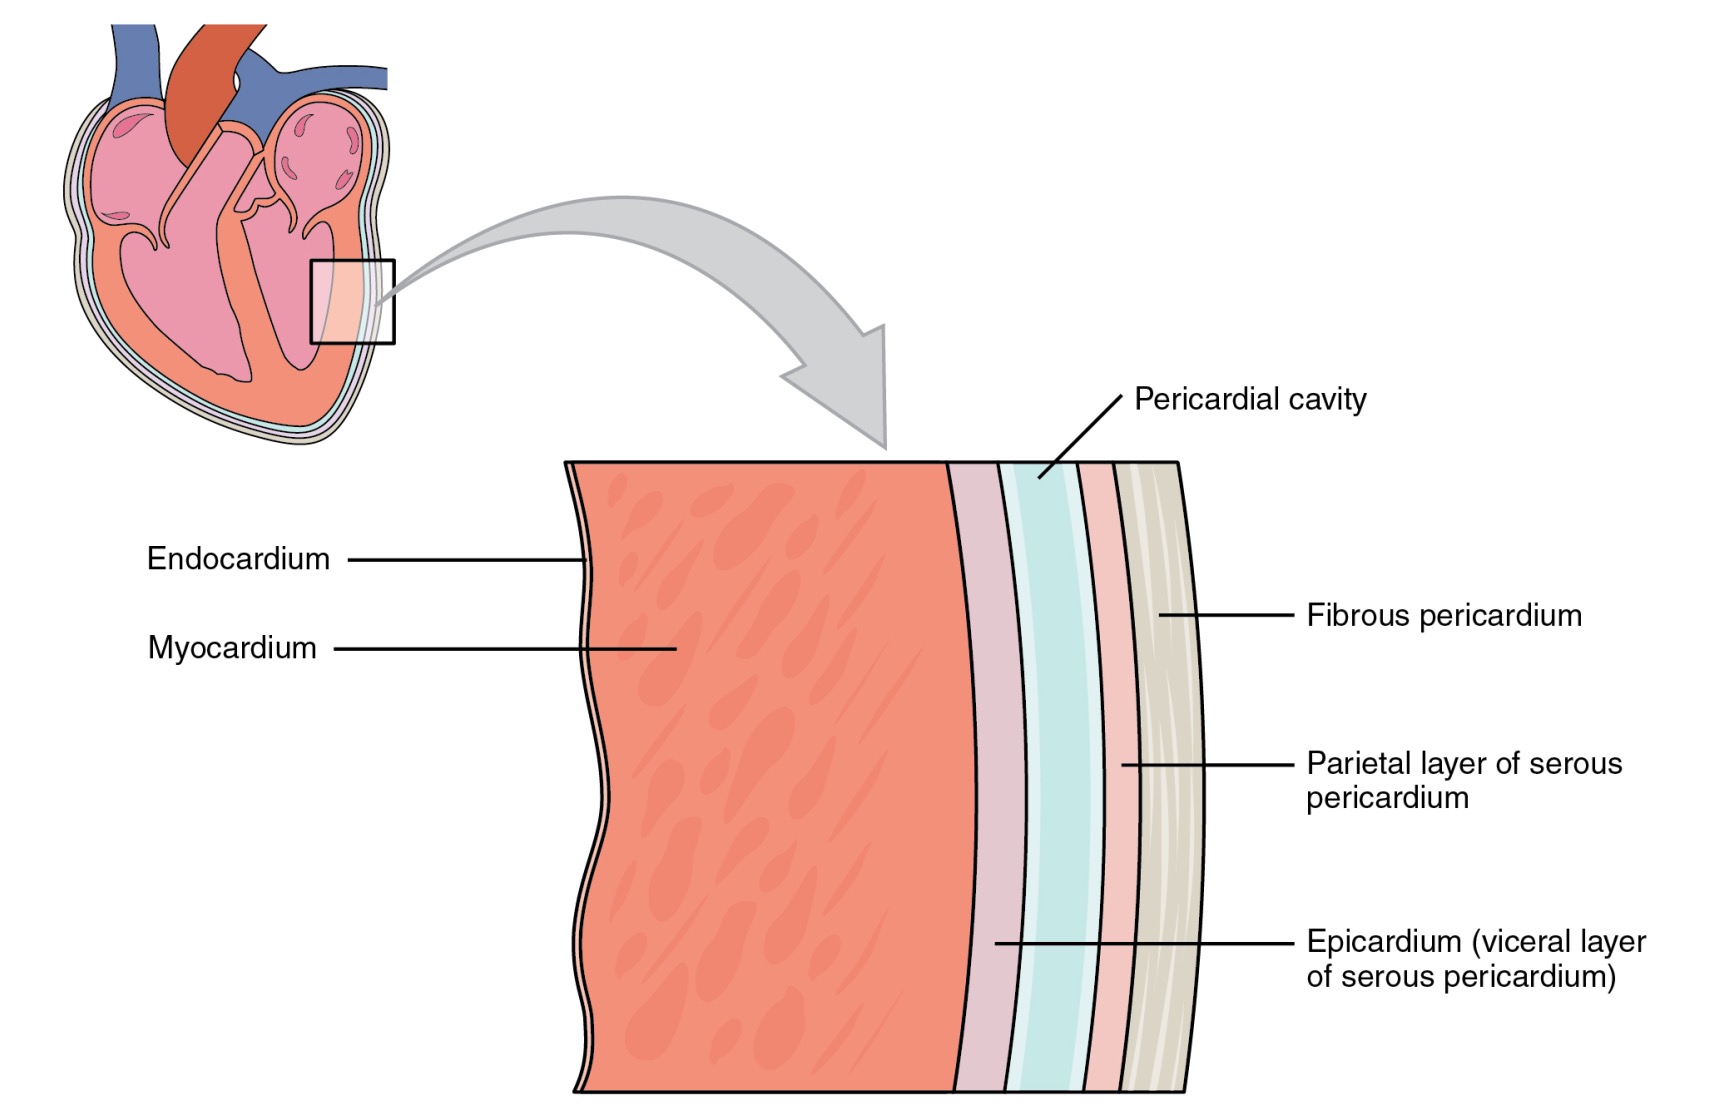 Pericardial cavity
Endocardium
Myocardium
Fibrous pericardium
Parietal layer of serous
pericardium
Epicardium (viceral layer
of serous pericardium)